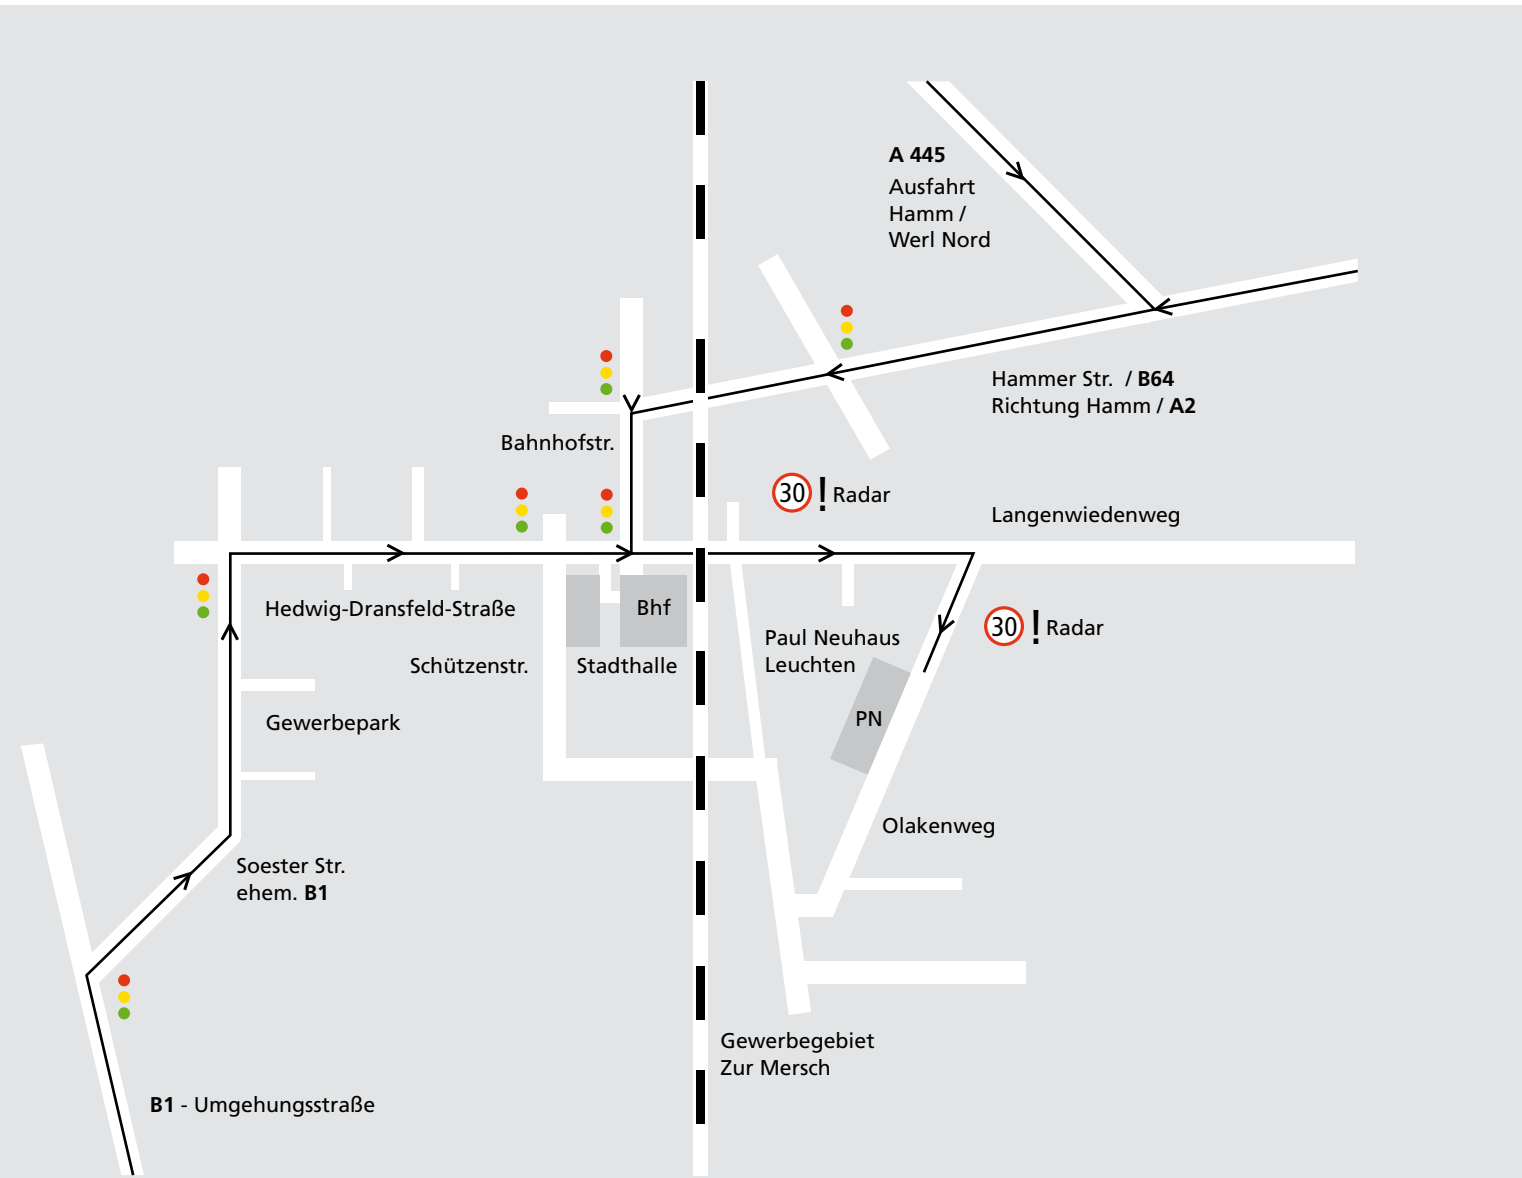 A 445
Ausfahrt
Hamm /
Werl Nord
Hammer Str. / B64
Richtung Hamm / A2
Bahnhofstr.
30 ! Radar
Langenwiedenweg
Hedwig-Dransfeld-Straße
Bhf
30 ! Radar
Paul Neuhaus
Leuchten
Schützenstr.
Stadthalle
PN
Gewerbepark
Olakenweg
Soester Str.
ehem. B1
Gewerbegebiet
Zur Mersch
B1 - Umgehungsstraße